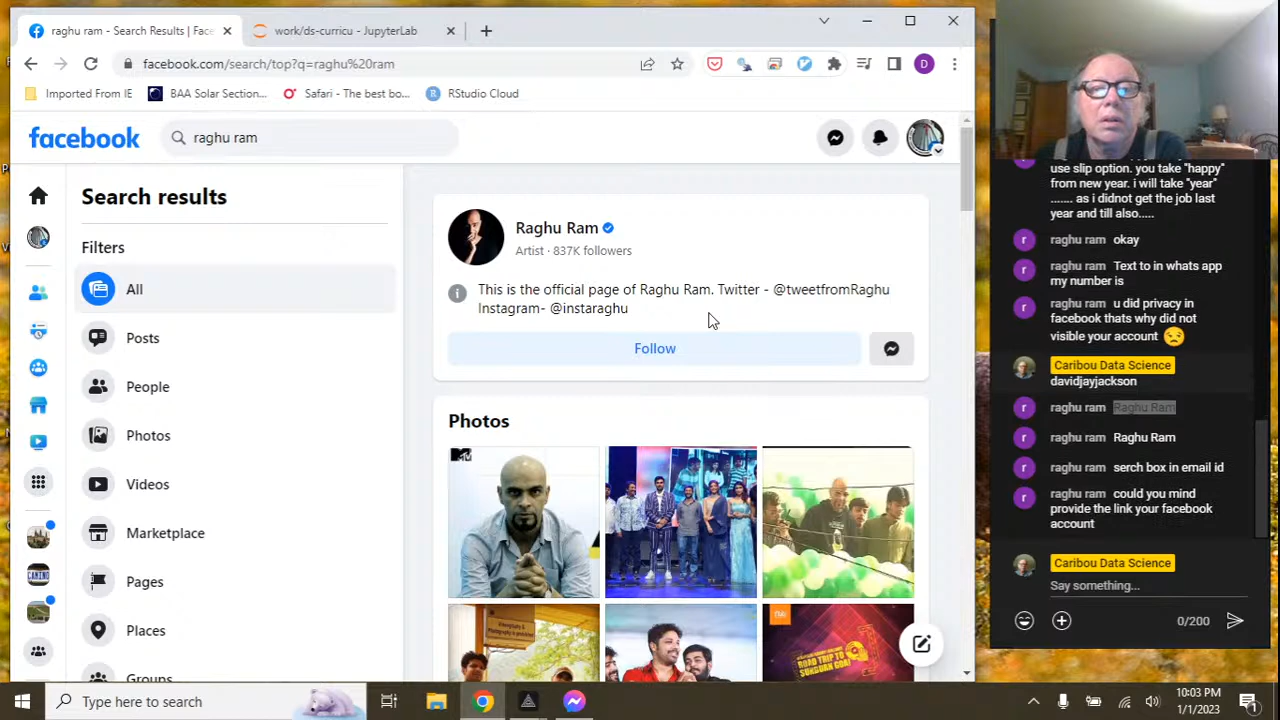 raghu ram - Search Results | Face
work/ds-curricu - JupyterLab
facebook.com/search/top?q=raghu%20ram
D
Imported From IE
BAA Solar Section...
Safari - The best bo...
R
RStudio Cloud
facebook
raghu ram
Search results
Filters
All
Posts
People
Photos
Videos
Marketplace
Pages
Places
Groups
Raghu Ram
Artist · 837K followers
This is the official page of Raghu Ram. Twitter - @tweetfromRaghu
Instagram- @instaraghu
Follow
Photos
use slip option. you take "happy"
from new year. i will take "year"
....... as i didnot get the job last
year and till also.....
r raghu ram okay
r raghu ram Text to in whats app
my number is
r raghu ram u did privacy in
facebook thats why did not
visible your account
Caribou Data Science
davidjayjackson
r raghu ram Raghu Ram
r raghu ram Raghu Ram
r raghu ram serch box in email id
r raghu ram could you mind
provide the link your facebook
account
Caribou Data Science
Say something...
0/200
CAMINO
ROAD TRIP TO
SUNBURN GOA!
Type here to search
10:03 PM
1/1/2023
1